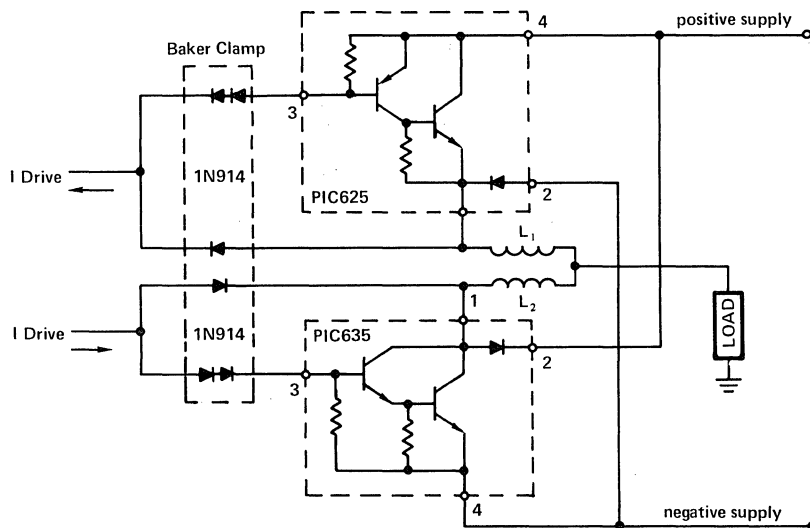 4
positive supply
Baker Clamp
3
I Drive
1N914
PIC625
2
L₁
1
L₂
I Drive
1N914
PIC635
2
3
LOAD
4
negative supply